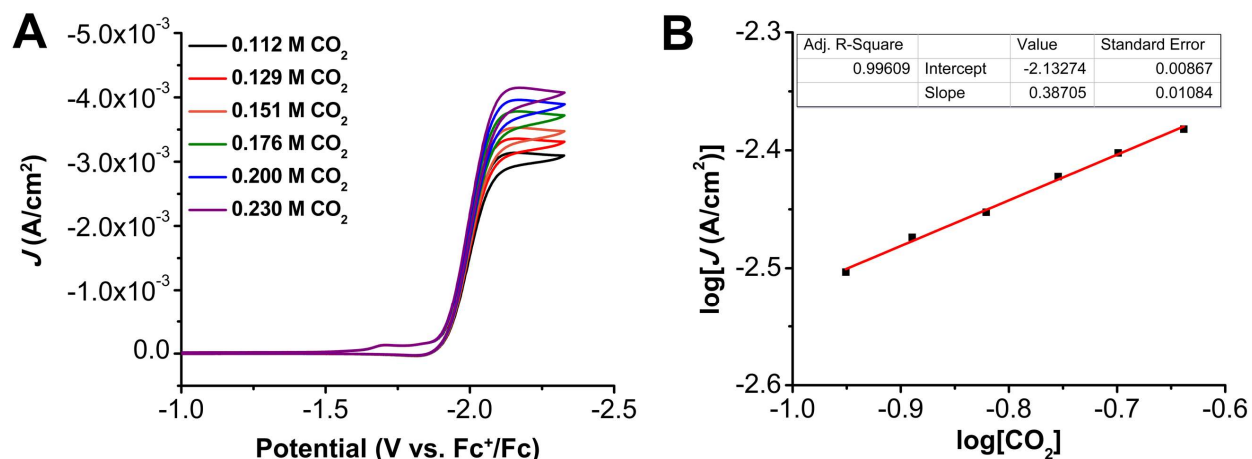 A
J (A/cm²)
-5.0x10⁻³
-4.0x10⁻³
-3.0x10⁻³
-2.0x10⁻³
-1.0x10⁻³
0.0
0.112 M CO₂
0.129 M CO₂
0.151 M CO₂
0.176 M CO₂
0.200 M CO₂
0.230 M CO₂
-1.0 -1.5 -2.0 -2.5
Potential (V vs. Fc⁺/Fc)
B
log[J (A/cm²)]
-2.3
-2.4
-2.5
-2.6
Adj. R-Square Value Standard Error
0.99609 Intercept -2.13274 0.00867
Slope 0.38705 0.01084
-1.0 -0.9 -0.8 -0.7 -0.6
log[CO₂]